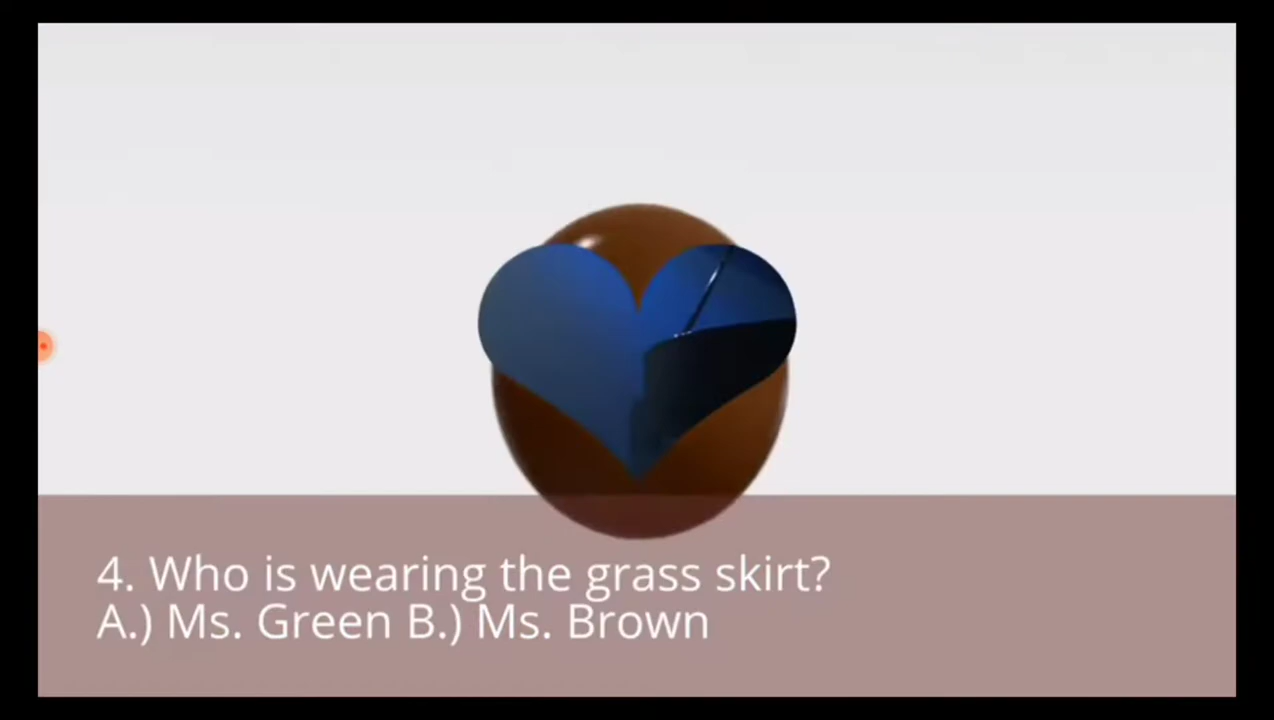 4. Who is wearing the grass skirt?
A.) Ms. Green B.) Ms. Brown